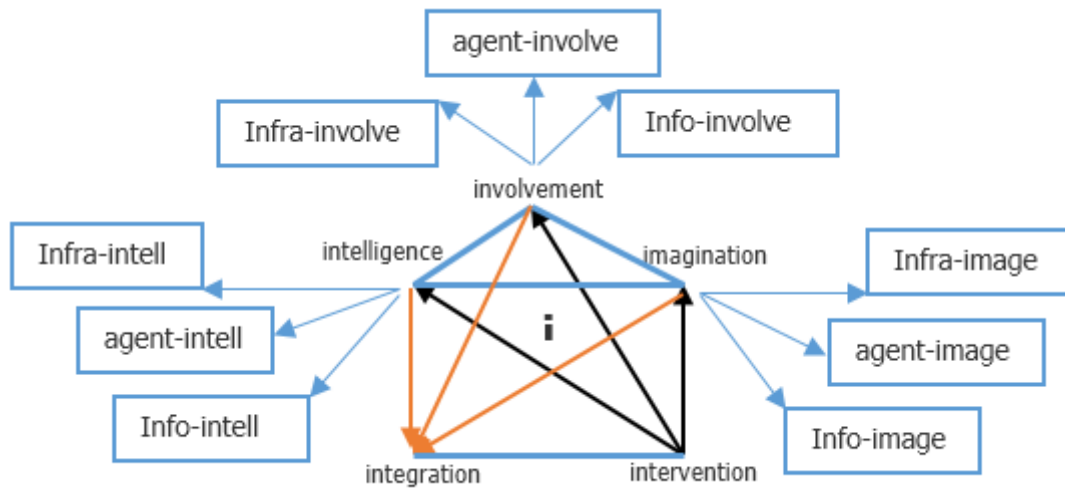 agent-involve
Infra-involve
Info-involve
involvement
intelligence
imagination
Infra-intell
Infra-image
i
agent-intell
agent-image
Info-intell
Info-image
integration
intervention